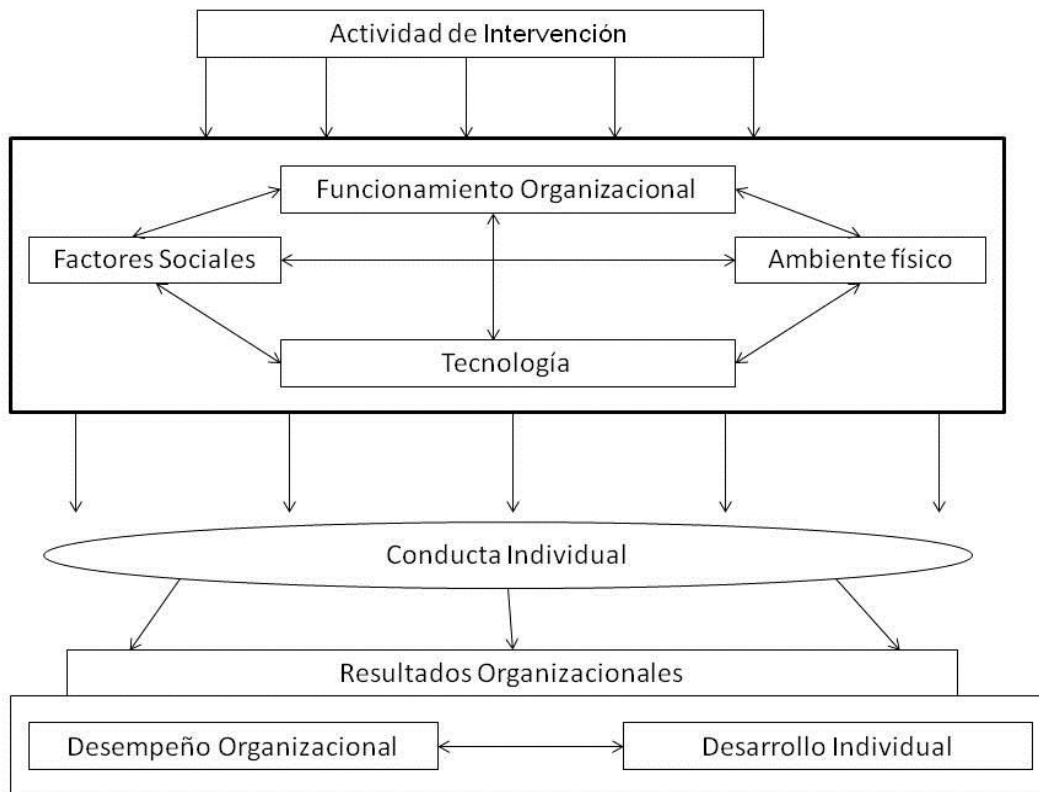 Actividad de Intervención
Funcionamiento Organizacional
Factores Sociales
Ambiente físico
Tecnología
Conducta Individual
Resultados Organizacionales
Desempeño Organizacional
Desarrollo Individual